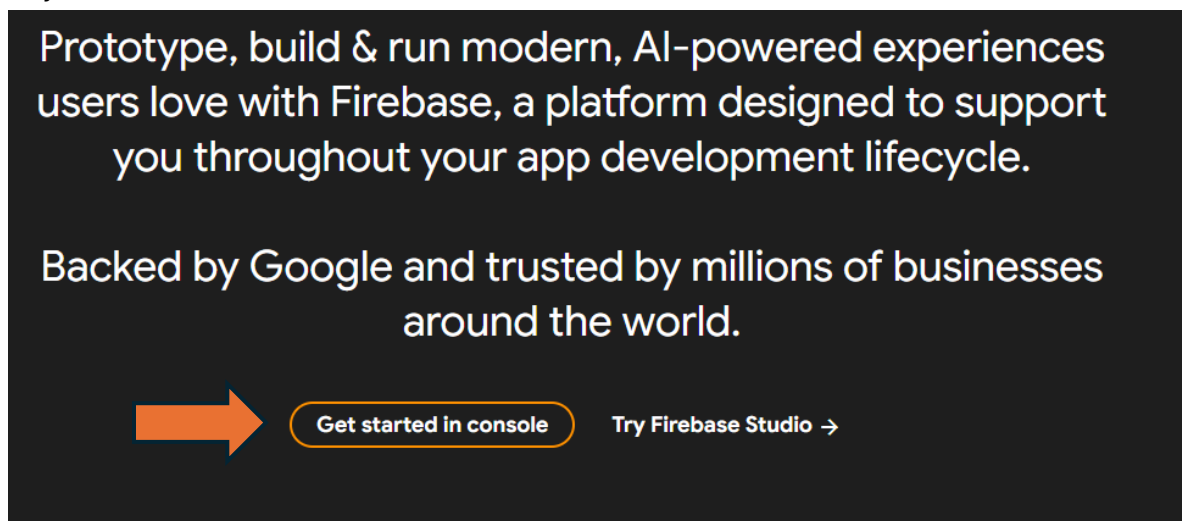 Prototype, build & run modern, AI-powered experiences
users love with Firebase, a platform designed to support
you throughout your app development lifecycle.
Backed by Google and trusted by millions of businesses
around the world.
Get started in console
Try Firebase Studio →